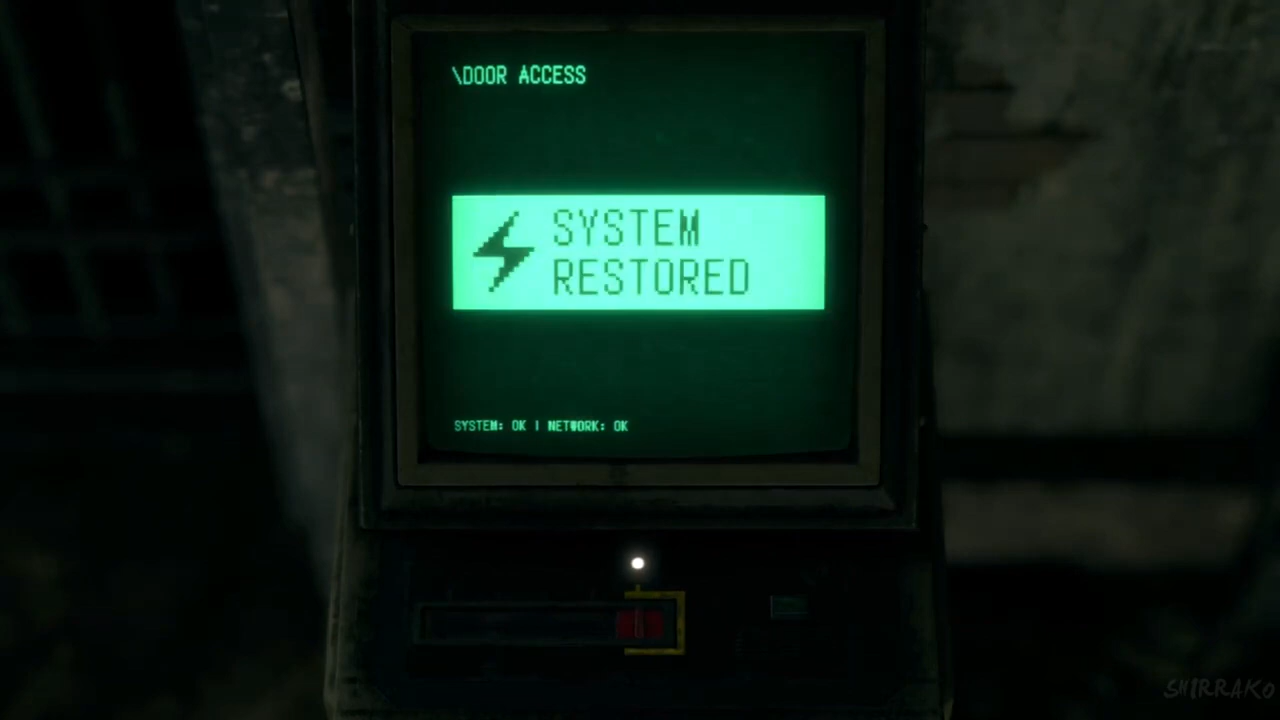 \DOOR ACCESS
SYSTEM
RESTORED
SYSTEM: OK | NETWORK: OK
SHIRRAKO